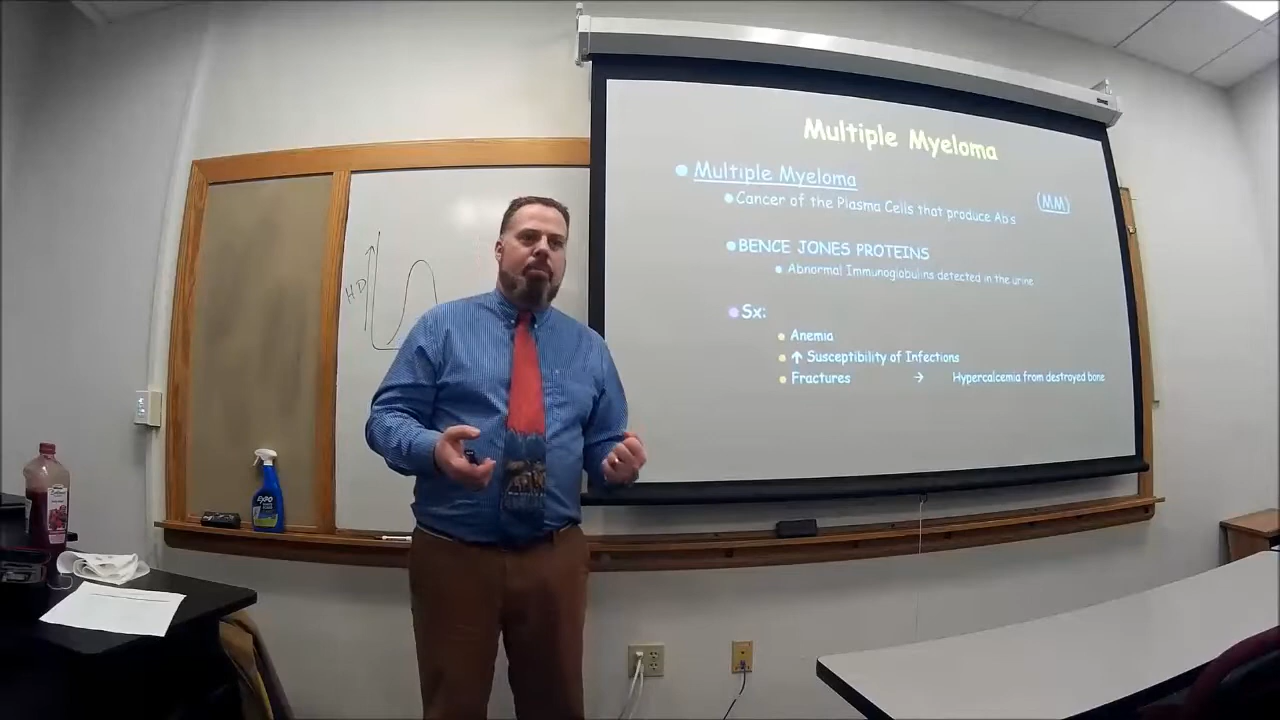 Multiple Myeloma
Multiple Myeloma
(MM)
Cancer of the Plasma Cells that produce Ab's
BENCE JONES PROTEINS
Abnormal Immunoglobulins detected in the urine
Sx:
Anemia
↑ Susceptibility of Infections
Fractures → Hypercalcemia from destroyed bone
HD
EXPO